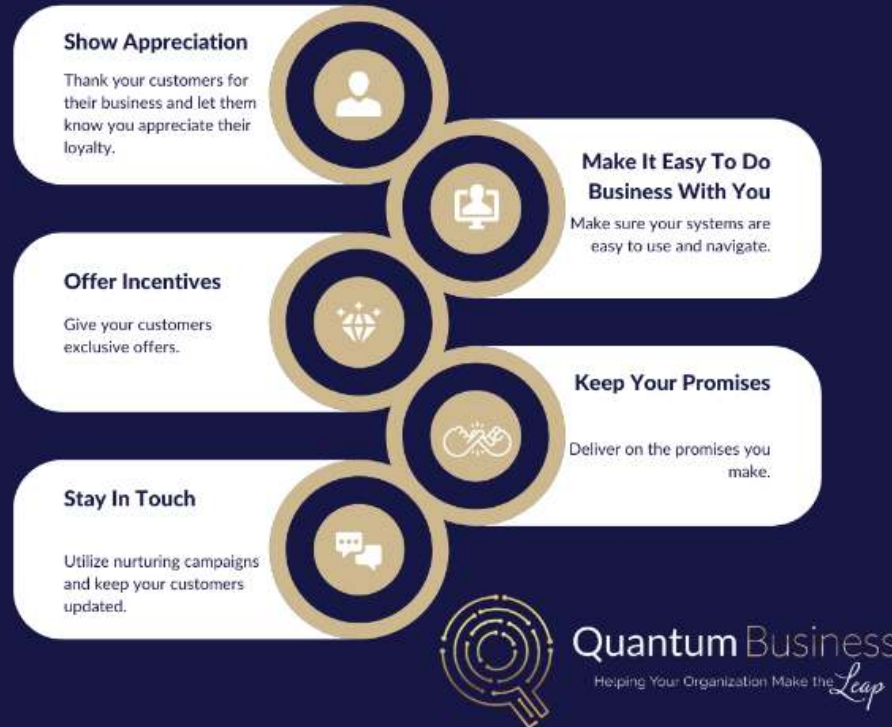 Show Appreciation
Thank your customers for
their business and let them
know you appreciate their
loyalty.
Make It Easy To Do
Business With You
Make sure your systems are
easy to use and navigate.
Offer Incentives
Give your customers
exclusive offers.
Keep Your Promises
Deliver on the promises you
make.
Stay In Touch
Utilize nurturing campaigns
and keep your customers
updated.
Quantum Business
Helping Your Organization Make the Leap